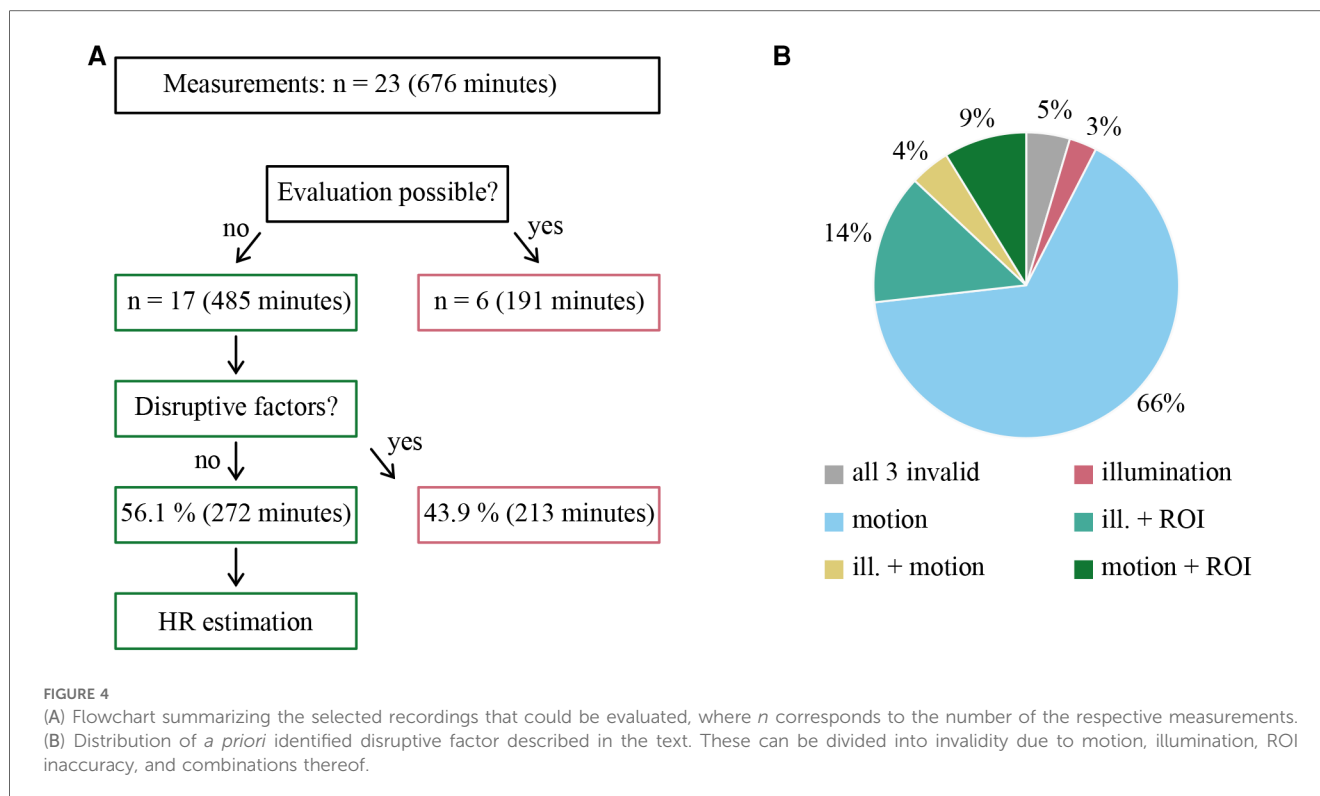 A
Measurements: n = 23 (676 minutes)
Evaluation possible?
no
yes
n = 17 (485 minutes)
n = 6 (191 minutes)
Disruptive factors?
no
yes
56.1 % (272 minutes)
43.9 % (213 minutes)
HR estimation
B
5%
3%
9%
4%
14%
66%
all 3 invalid
illumination
motion
ill. + ROI
ill. + motion
motion + ROI
FIGURE 4
(A) Flowchart summarizing the selected recordings that could be evaluated, where n corresponds to the number of the respective measurements.
(B) Distribution of a priori identified disruptive factor described in the text. These can be divided into invalidity due to motion, illumination, ROI
inaccuracy, and combinations thereof.